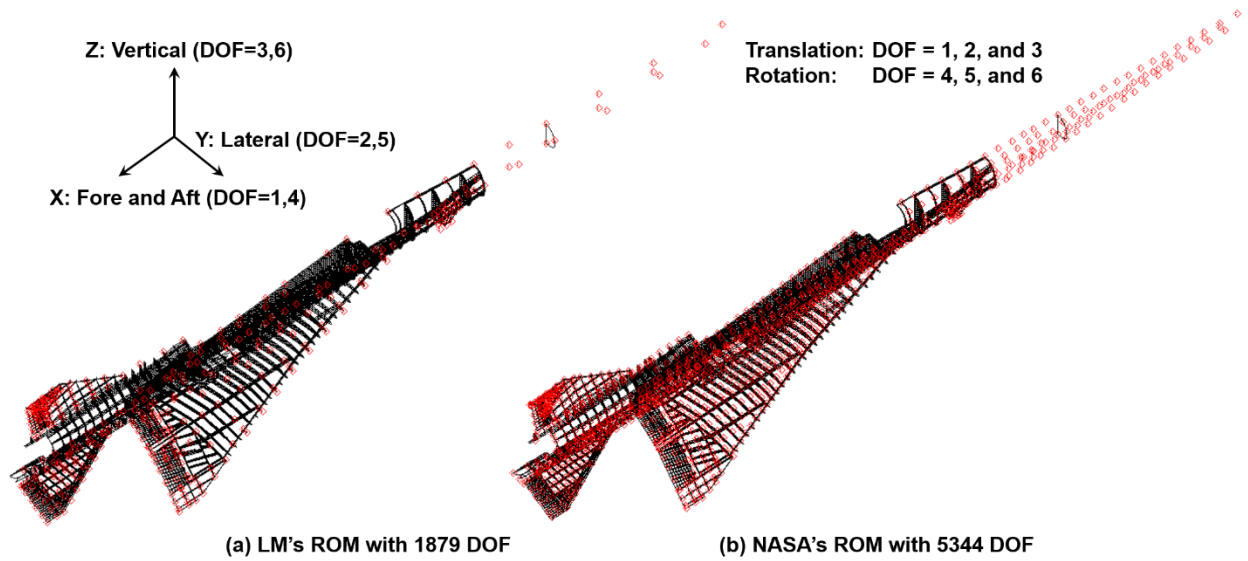 Z: Vertical (DOF=3,6)
Y: Lateral (DOF=2,5)
X: Fore and Aft (DOF=1,4)
Translation: DOF = 1, 2, and 3
Rotation: DOF = 4, 5, and 6
(a) LM's ROM with 1879 DOF
(b) NASA's ROM with 5344 DOF